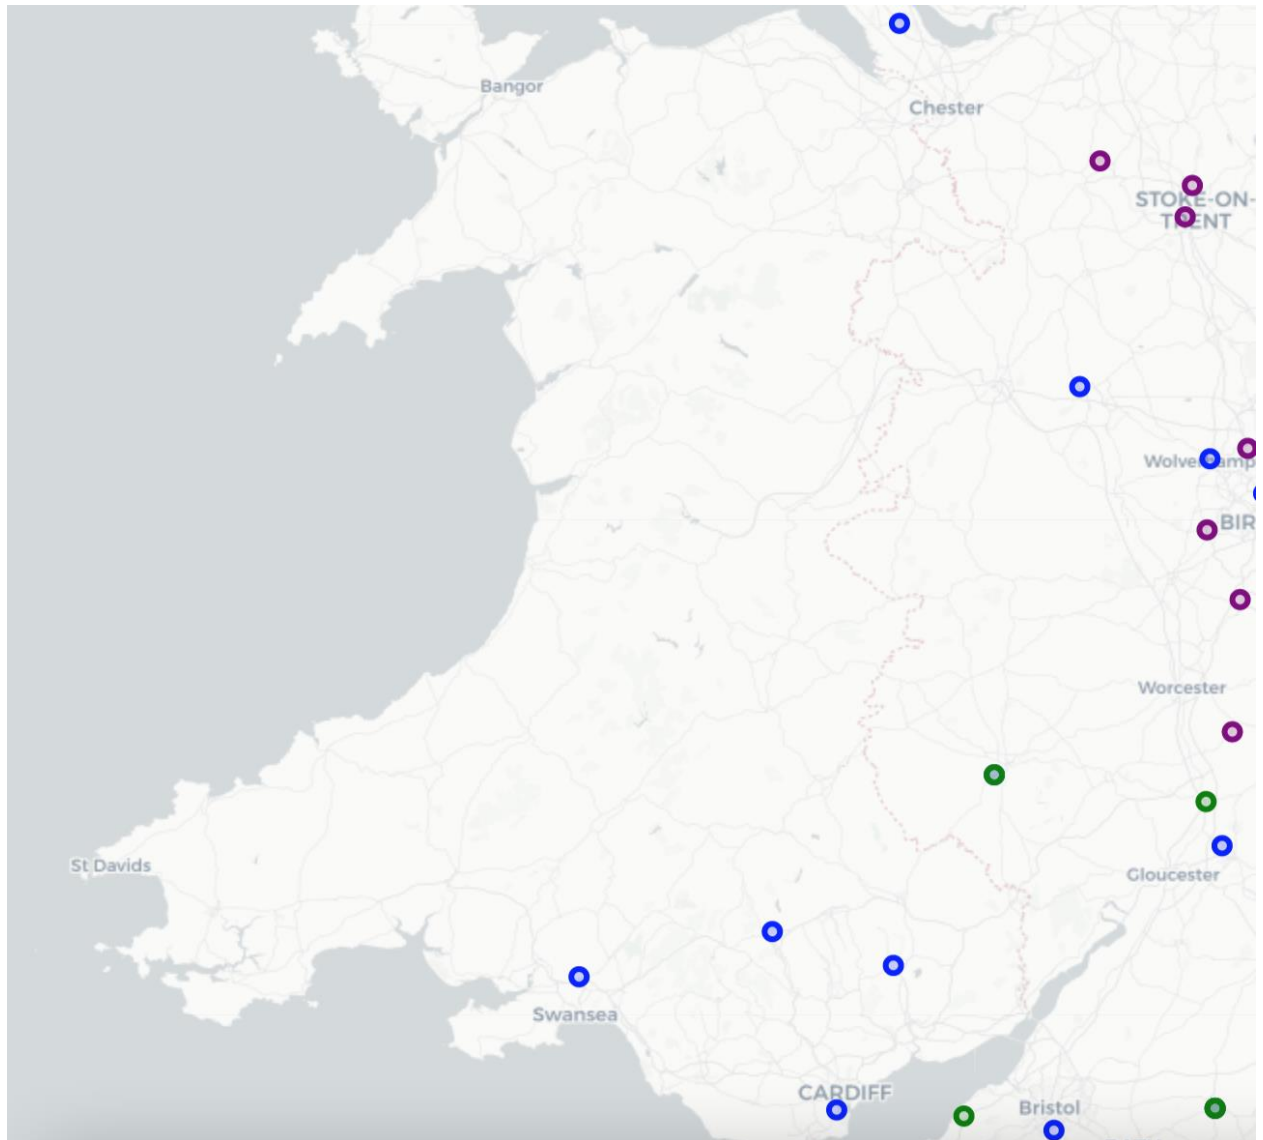 Bangor
Chester
STOKE-ON-
TRENT
Wolverhamp
BIR
Worcester
St Davids
Gloucester
Swansea
CARDIFF
Bristol